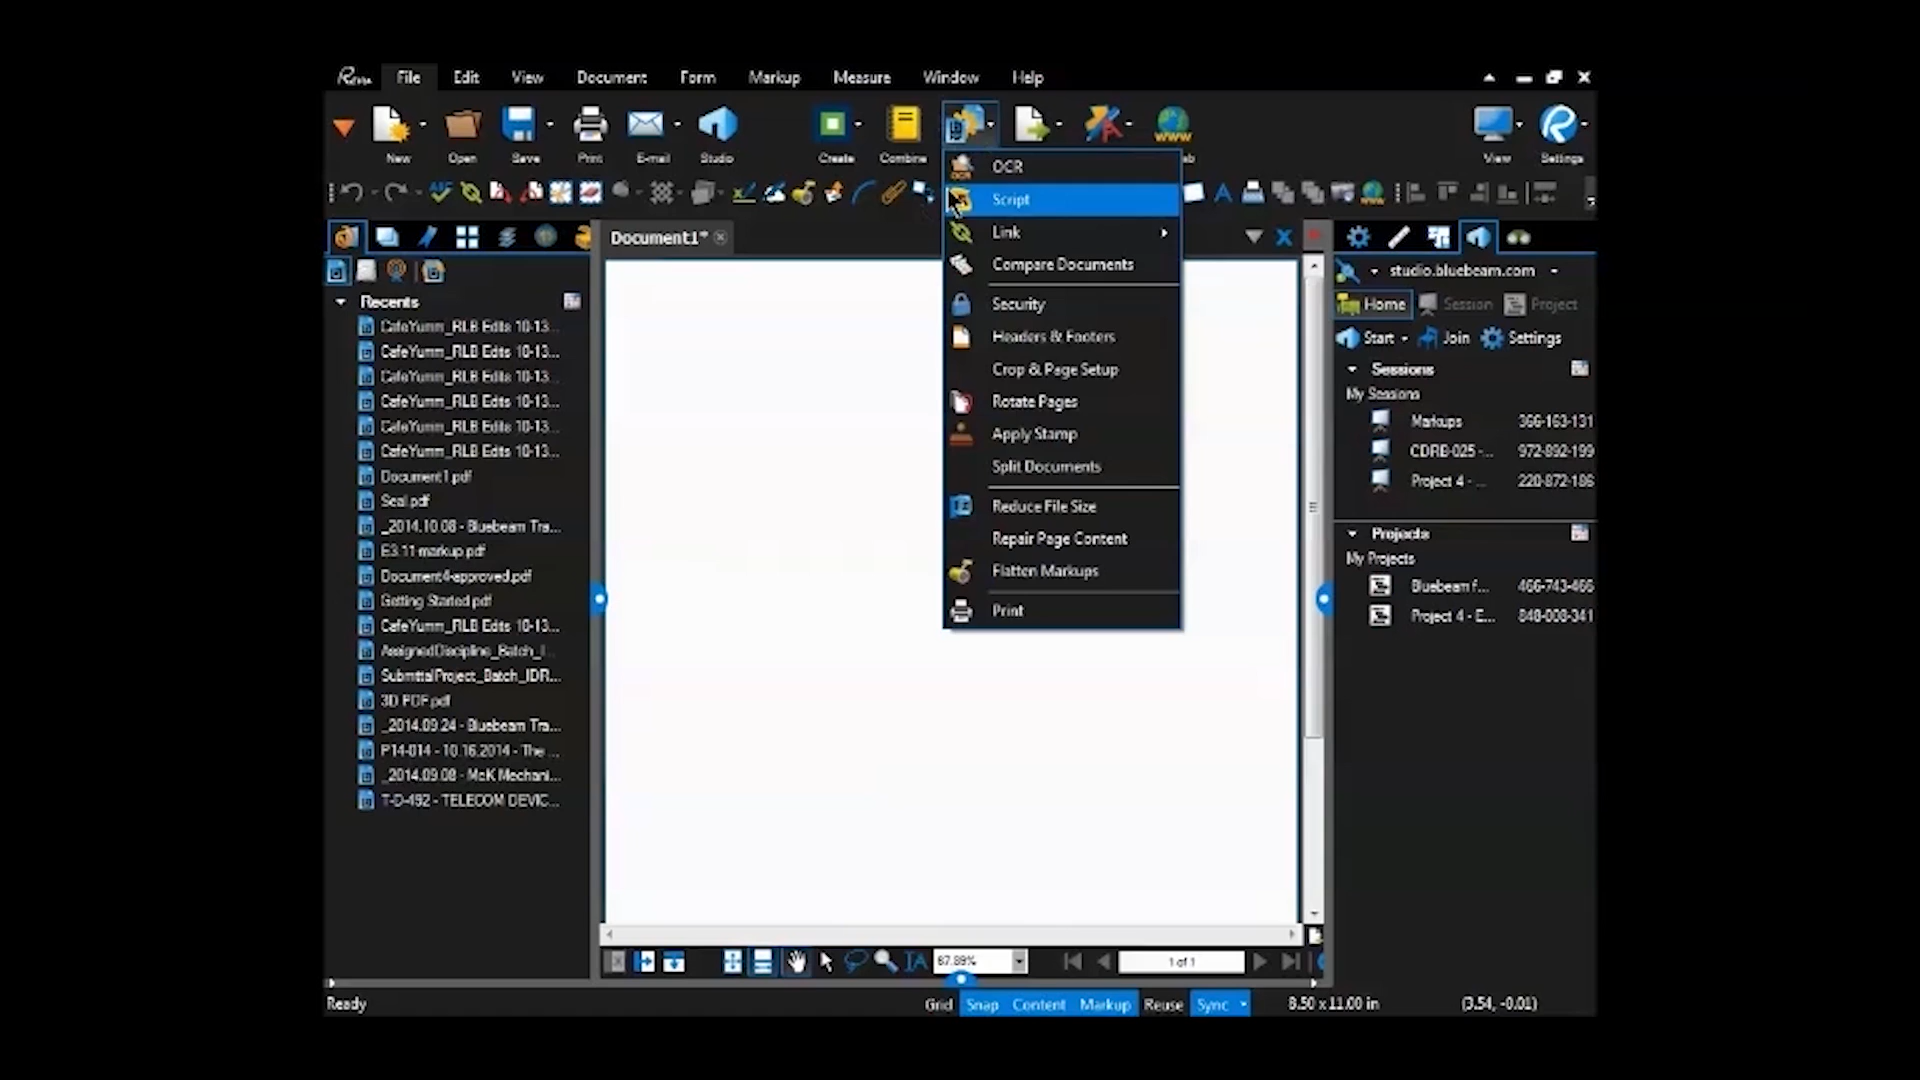 Revu File Edit View Document Form Markup Measure Window Help
New Open Save Print E-mail Studio Create Combine WWW View Settings
OCR
Script
Link
Compare Documents
Security
Headers & Footers
Crop & Page Setup
Rotate Pages
Apply Stamp
Split Documents
Reduce File Size
Repair Page Content
Flatten Markups
Print
Document1*
Recents
CafeYumm_RLB Edits 10-13...
CafeYumm_RLB Edits 10-13...
CafeYumm_RLB Edits 10-13...
CafeYumm_RLB Edits 10-13...
CafeYumm_RLB Edits 10-13...
CafeYumm_RLB Edits 10-13...
Document1.pdf
Seal.pdf
_2014.10.08 - Bluebeam Tra...
E3.11-markup.pdf
Document4-approved.pdf
Getting Started.pdf
CafeYumm_RLB Edits 10-13...
AssignedDiscipline_Batch_I...
SubmittalProject_Batch_IDR...
3D PDF.pdf
_2014.09.24 - Bluebeam Tra...
P14-014 - 10.16.2014 - The ...
_2014.09.08 - McK Mechani...
T-D-492 - TELECOM DEVIC...
studio.bluebeam.com
Home Session Project
Start Join Settings
Sessions
My Sessions
Markups 366-163-131
CDRB-025 -... 972-892-199
Project 4 - ... 220-872-186
Projects
My Projects
Bluebeam f... 466-743-466
Project 4 - E... 848-008-341
67.89% 1 of 1
Ready Grid Snap Content Markup Reuse Sync 8.50 x 11.00 in (3.54, -0.01)